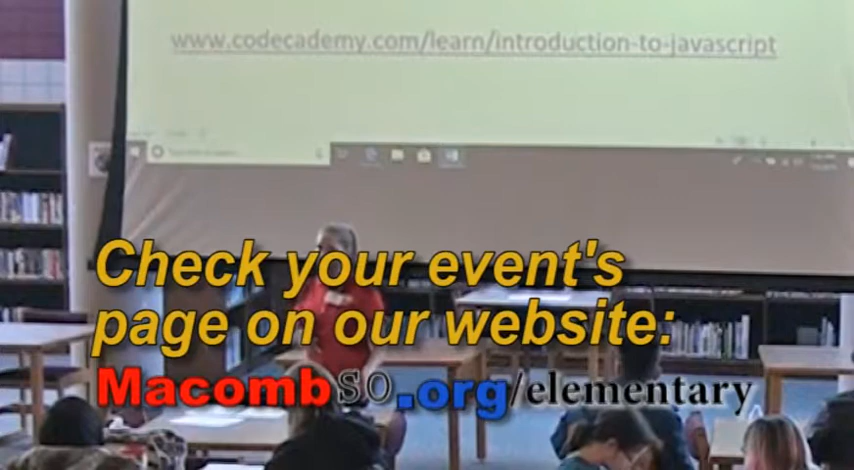 www.codecademy.com/learn/introduction-to-javascript
Check your event's
page on our website:
MacombSO.org/elementary